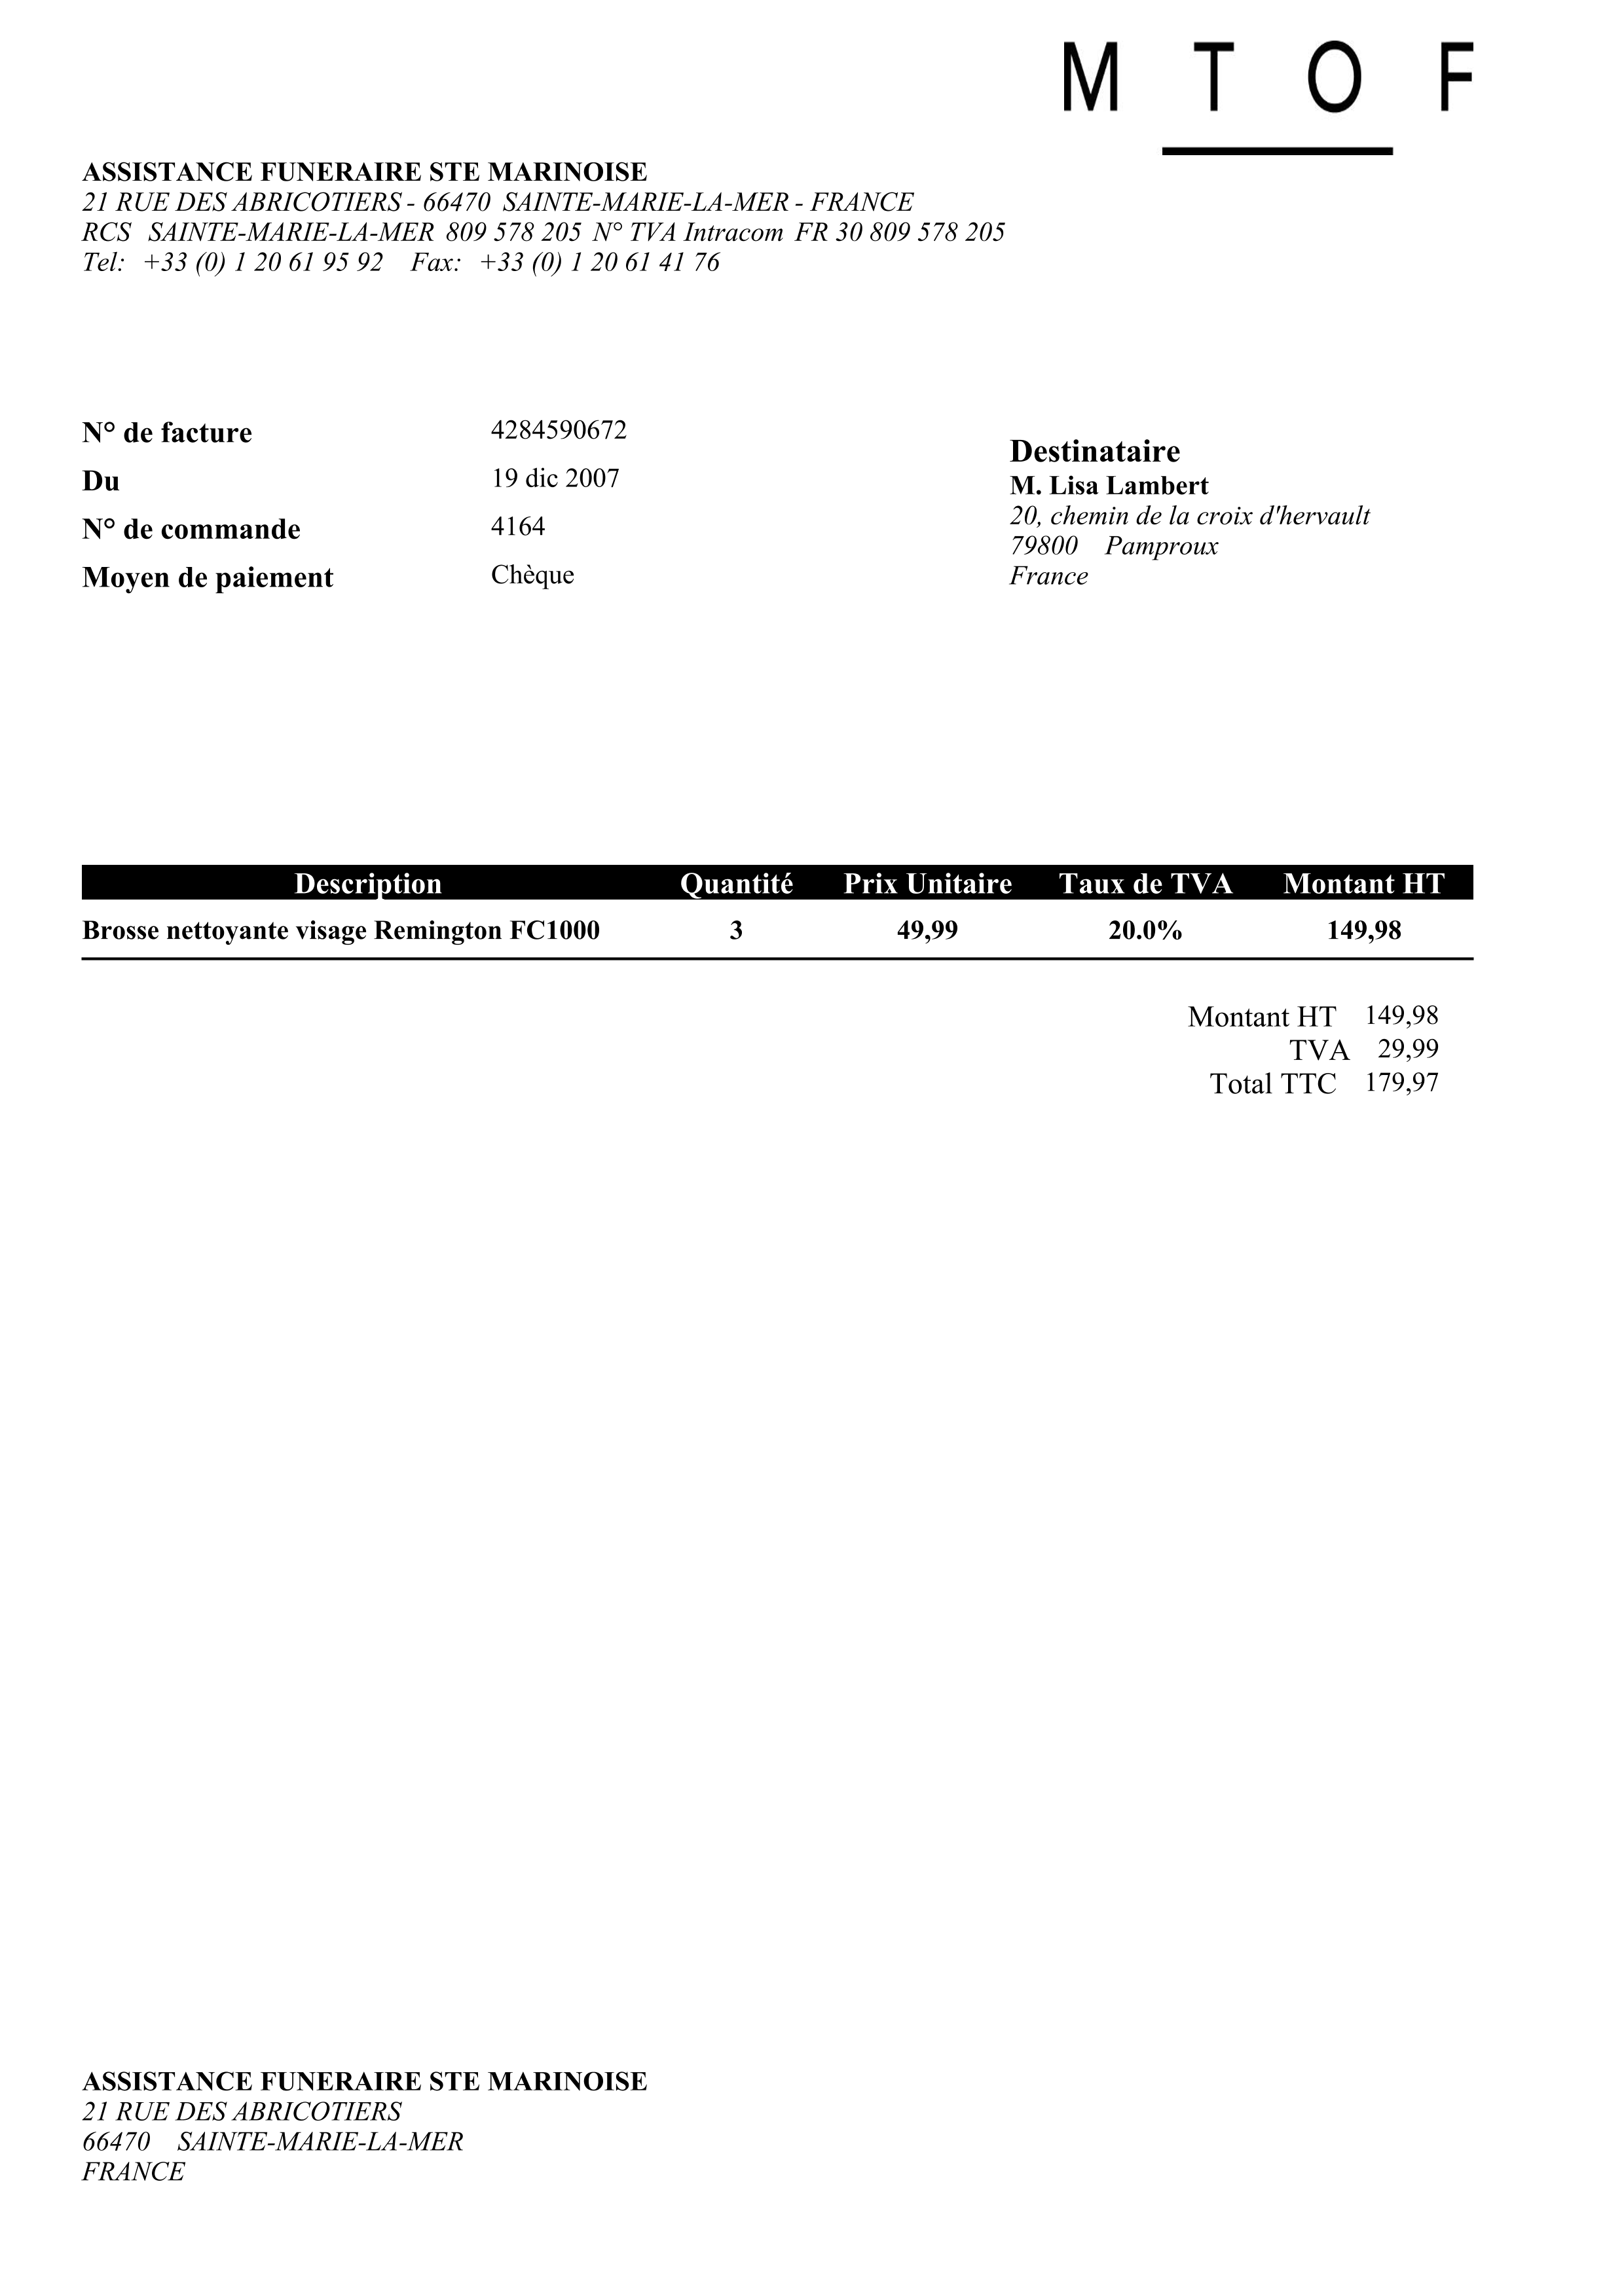 M T O F
ASSISTANCE FUNERAIRE STE MARINOISE
21 RUE DES ABRICOTIERS - 66470 SAINTE-MARIE-LA-MER - FRANCE
RCS SAINTE-MARIE-LA-MER 809 578 205 N° TVA Intracom FR 30 809 578 205
Tel: +33 (0) 1 20 61 95 92 Fax: +33 (0) 1 20 61 41 76
N° de facture 4284590672
Du 19 dic 2007
N° de commande 4164
Moyen de paiement Chèque
Destinataire
M. Lisa Lambert
20, chemin de la croix d'hervault
79800 Pamproux
France
Description Quantité Prix Unitaire Taux de TVA Montant HT
Brosse nettoyante visage Remington FC1000 3 49,99 20.0% 149,98
Montant HT 149,98
TVA 29,99
Total TTC 179,97
ASSISTANCE FUNERAIRE STE MARINOISE
21 RUE DES ABRICOTIERS
66470 SAINTE-MARIE-LA-MER
FRANCE